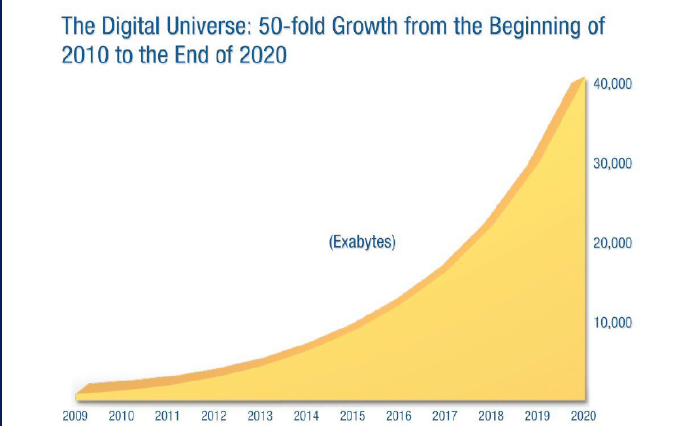 The Digital Universe: 50-fold Growth from the Beginning of
2010 to the End of 2020
40,000
30,000
(Exabytes)
20,000
10,000
2009 2010 2011 2012 2013 2014 2015 2016 2017 2018 2019 2020